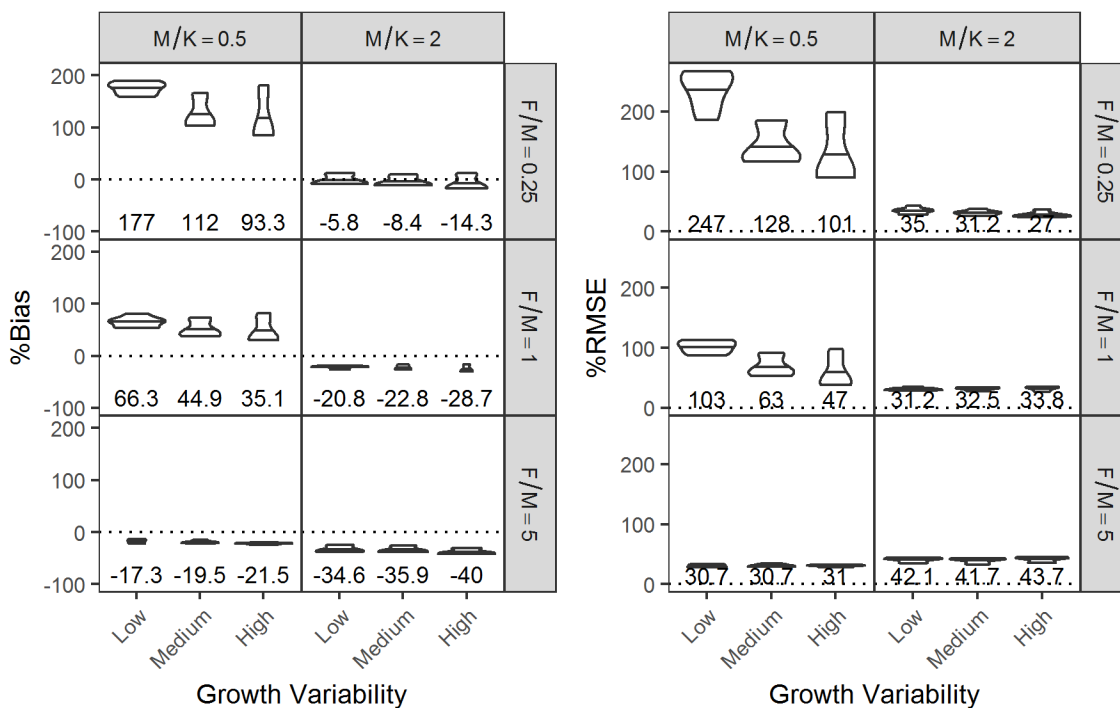 M/K = 0.5 M/K = 2
%Bias
200
100
0
-100
177 112 93.3 -5.8 -8.4 -14.3
F/M = 0.25
200
100
0
-100
66.3 44.9 35.1 -20.8 -22.8 -28.7
F/M = 1
200
100
0
-100
-17.3 -19.5 -21.5 -34.6 -35.9 -40
F/M = 5
Low Medium High Low Medium High
Growth Variability
M/K = 0.5 M/K = 2
%RMSE
200
100
0
247 128 101 35 31.2 27
F/M = 0.25
200
100
0
103 63 47 31.2 32.5 33.8
F/M = 1
200
100
0
30.7 30.7 31 42.1 41.7 43.7
F/M = 5
Low Medium High Low Medium High
Growth Variability